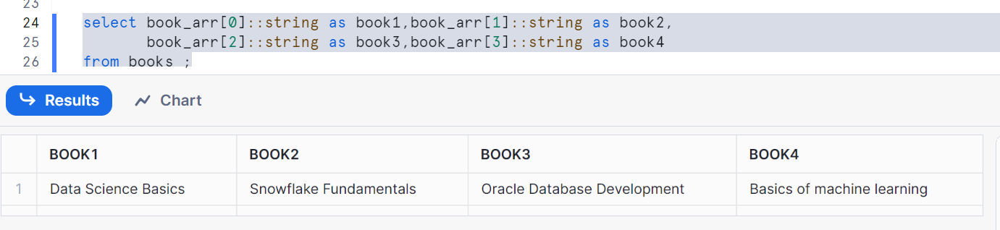 23
24 select book_arr[0]::string as book1,book_arr[1]::string as book2,
25 book_arr[2]::string as book3,book_arr[3]::string as book4
26 from books ;
Results Chart
BOOK1 BOOK2 BOOK3 BOOK4
1 Data Science Basics Snowflake Fundamentals Oracle Database Development Basics of machine learning